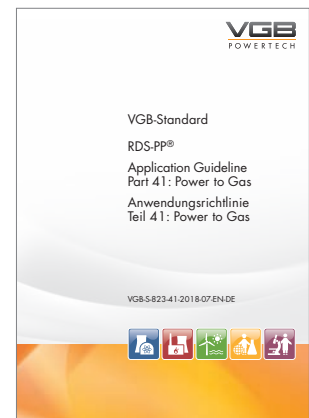 VGB
POWERTECH
VGB-Standard
RDS-PP®
Application Guideline
Part 41: Power to Gas
Anwendungsrichtlinie
Teil 41: Power to Gas
VGB-S-823-41-2018-07-EN-DE